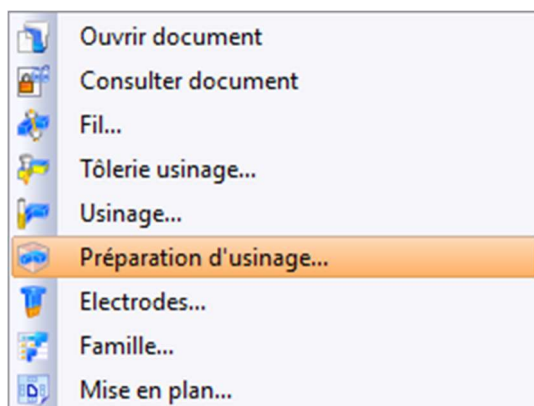 Ouvrir document
Consulter document
Fil...
Tôlerie usinage...
Usinage...
Préparation d'usinage...
Electrodes...
Famille...
Mise en plan...